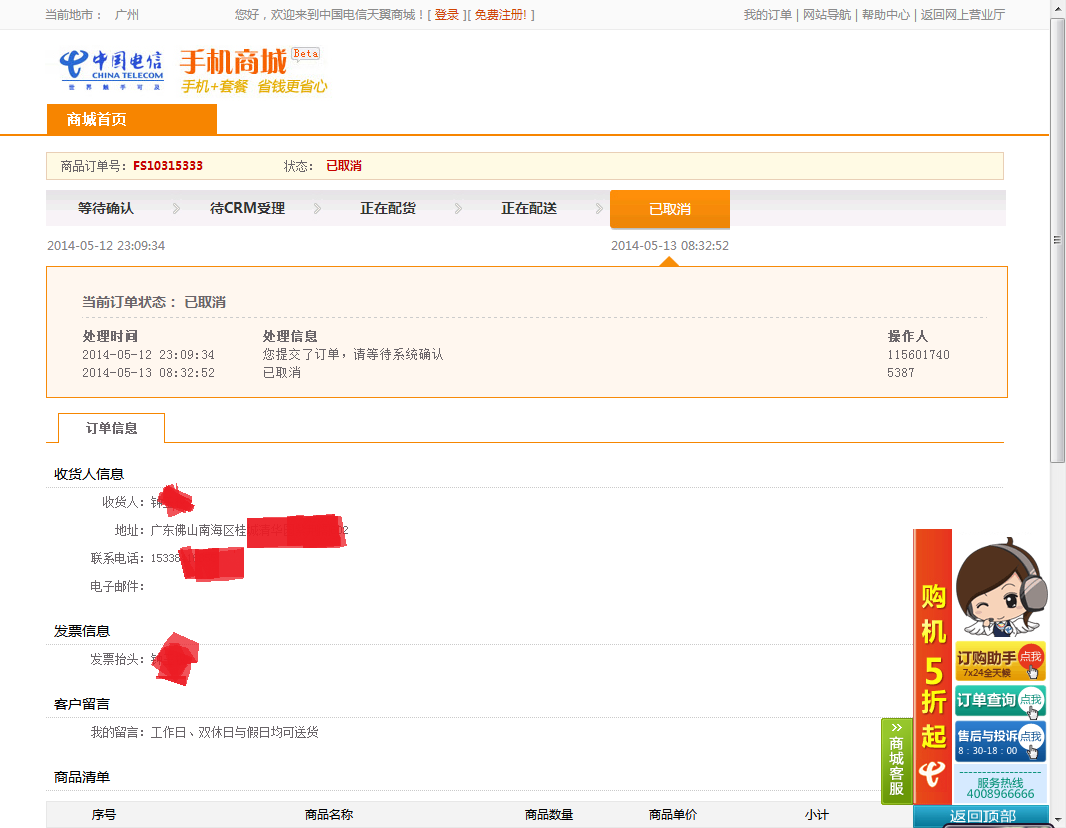 当前地市： 广州 您好，欢迎来到中国电信天翼商城！[ 登录 ][ 免费注册! ] 我的订单 | 网站导航 | 帮助中心 | 返回网上营业厅
中国电信 手机商城 Beta
CHINA TELECOM
世界触手可及 手机+套餐 省钱更省心
商城首页
商品订单号：FS10315333 状态： 已取消
等待确认 待CRM受理 正在配货 正在配送 已取消
2014-05-12 23:09:34 2014-05-13 08:32:52
当前订单状态： 已取消
处理时间 处理信息 操作人
2014-05-12 23:09:34 您提交了订单，请等待系统确认 115601740
2014-05-13 08:32:52 已取消 5387
订单信息
收货人信息
收货人：钟
地址：广东佛山南海区桂 2
联系电话：15338
电子邮件：
发票信息
发票抬头：钟
客户留言
我的留言：工作日、双休日与假日均可送货
商品清单
序号 商品名称 商品数量 商品单价 小计
购机5折起
订购助手 点我
7x24全天候
订单查询 点我
售后与投诉 点我
8：30-18：00
服务热线
4008966666
返回顶部
»商城客服